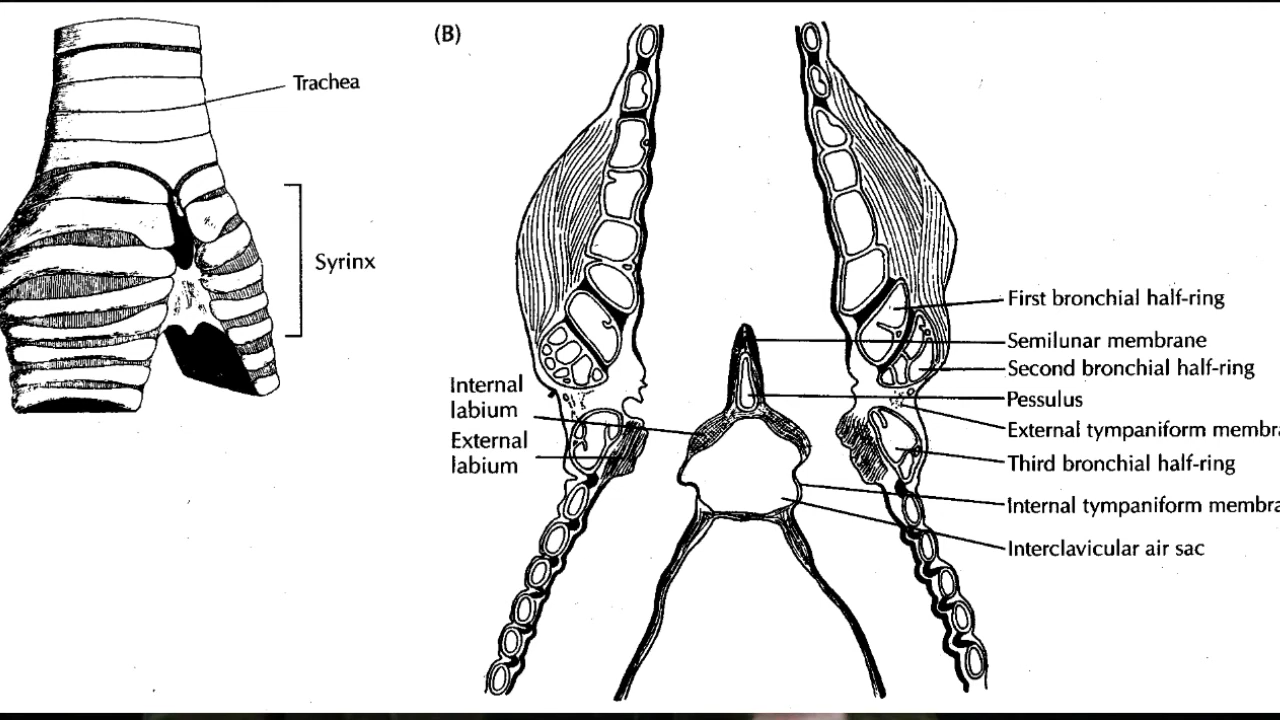 (B)
Trachea
Syrinx
Internal
labium
External
labium
First bronchial half-ring
Semilunar membrane
Second bronchial half-ring
Pessulus
External tympaniform membra
Third bronchial half-ring
Internal tympaniform membra
Interclavicular air sac